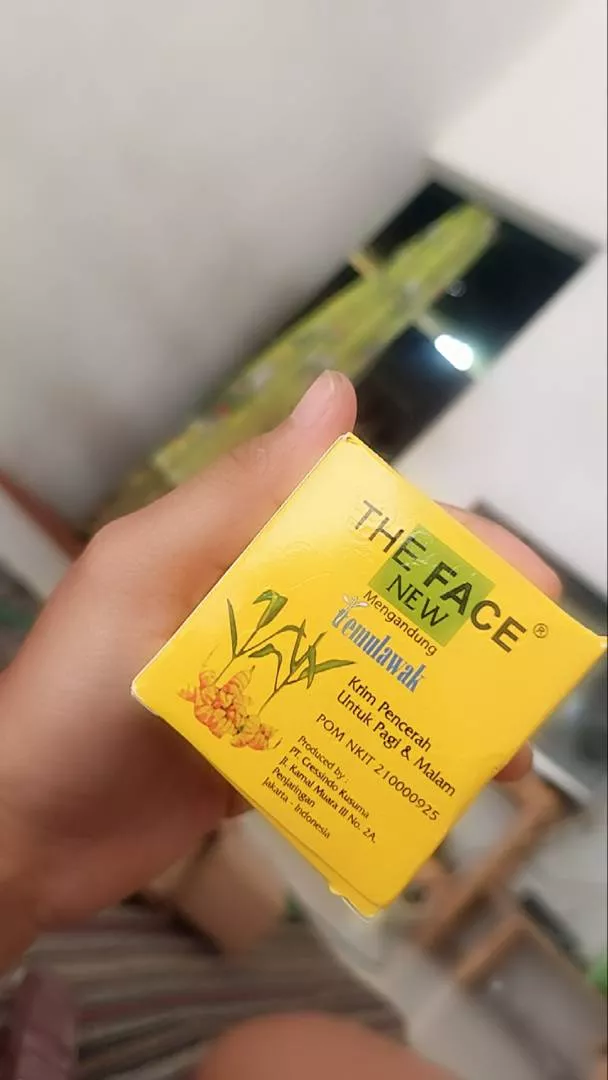 THE FACE ®
NEW
Mengandung
temulawak
Krim Pencerah
Untuk Pagi & Malam
POM NKIT 210000925
Produced by :
PT. Cressindo Kusuma
Jl. Kamal Muara III No. 2A,
Penjaringan
Jakarta - Indonesia